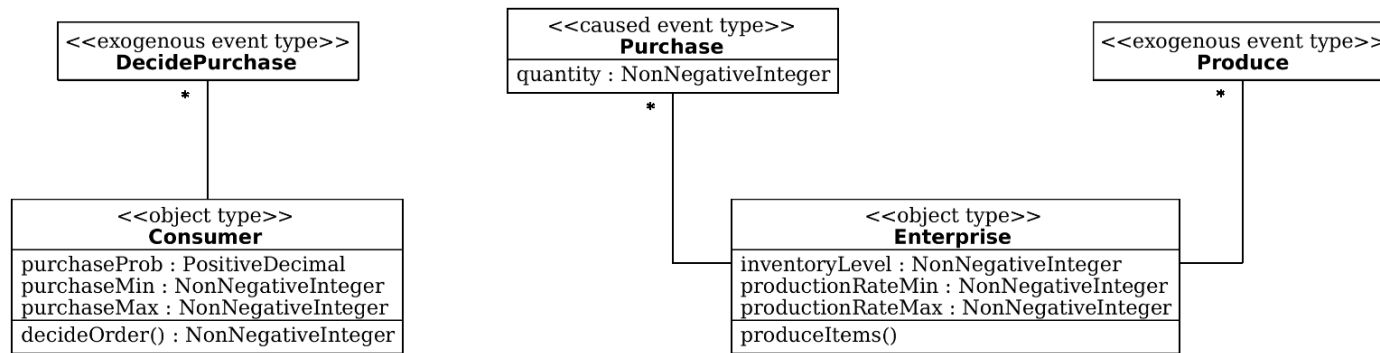 <<exogenous event type>>
DecidePurchase
*
<<caused event type>>
Purchase
quantity : NonNegativeInteger
*
<<exogenous event type>>
Produce
*
<<object type>>
Consumer
purchaseProb : PositiveDecimal
purchaseMin : NonNegativeInteger
purchaseMax : NonNegativeInteger
decideOrder() : NonNegativeInteger
<<object type>>
Enterprise
inventoryLevel : NonNegativeInteger
productionRateMin : NonNegativeInteger
productionRateMax : NonNegativeInteger
produceItems()